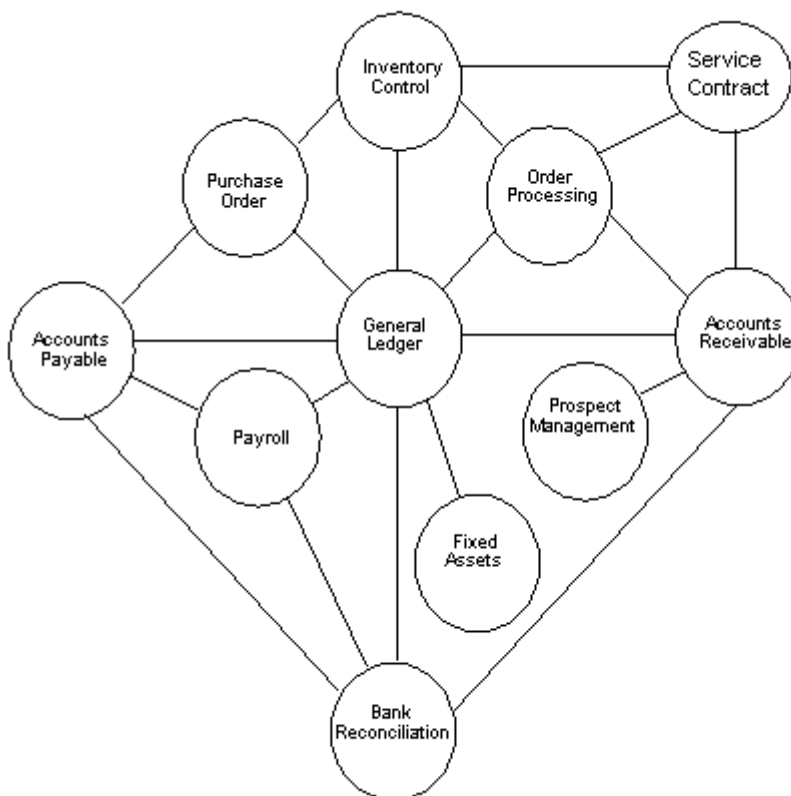 Inventory
Control
Service
Contract
Purchase
Order
Order
Processing
Accounts
Payable
General
Ledger
Accounts
Receivable
Payroll
Prospect
Management
Fixed
Assets
Bank
Reconciliation